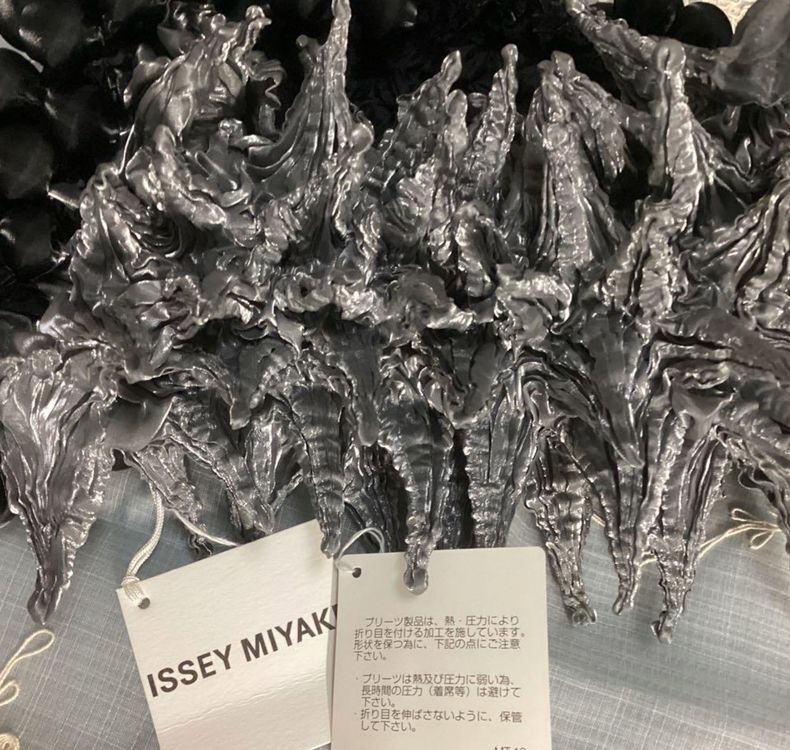 ISSEY MIYAK
プリーツ製品は、熱・圧力により
折り目を付ける加工を施しています。
形状を保つ為に、下記の点にご注意
下さい。
・プリーツは熱及び圧力に弱い為、
長時間の圧力（着席等）は避けて
下さい。
・折り目を伸ばさないように、保管
して下さい。